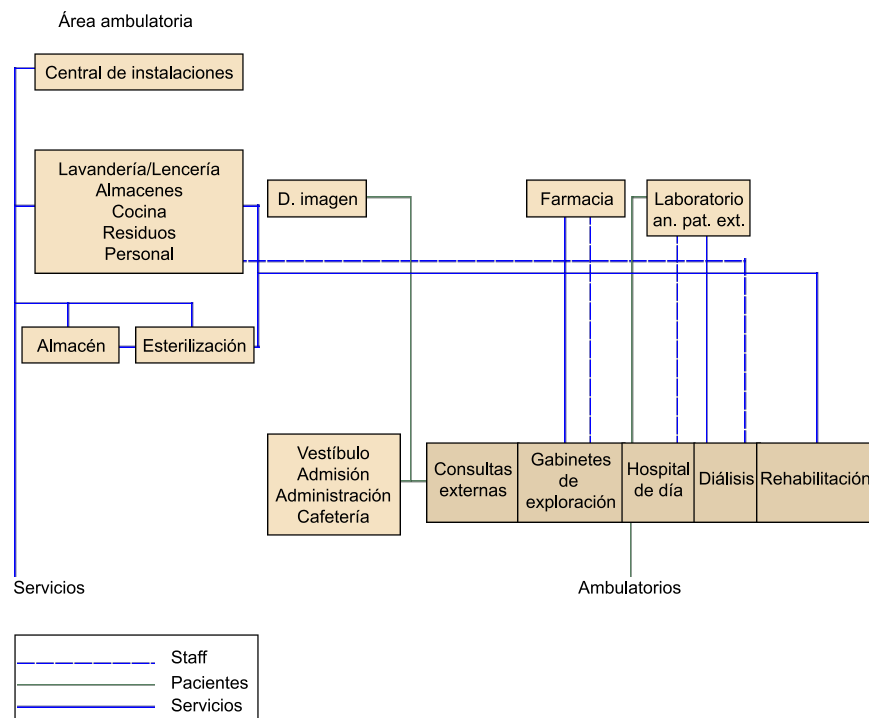 Área ambulatoria
Central de instalaciones
Lavandería/Lencería
Almacenes
Cocina
Residuos
Personal
D. imagen
Farmacia
Laboratorio
an. pat. ext.
Almacén
Esterilización
Vestíbulo
Admisión
Administración
Cafetería
Consultas
externas
Gabinetes
de
exploración
Hospital
de día
Diálisis
Rehabilitación
Servicios
Ambulatorios
Staff
Pacientes
Servicios